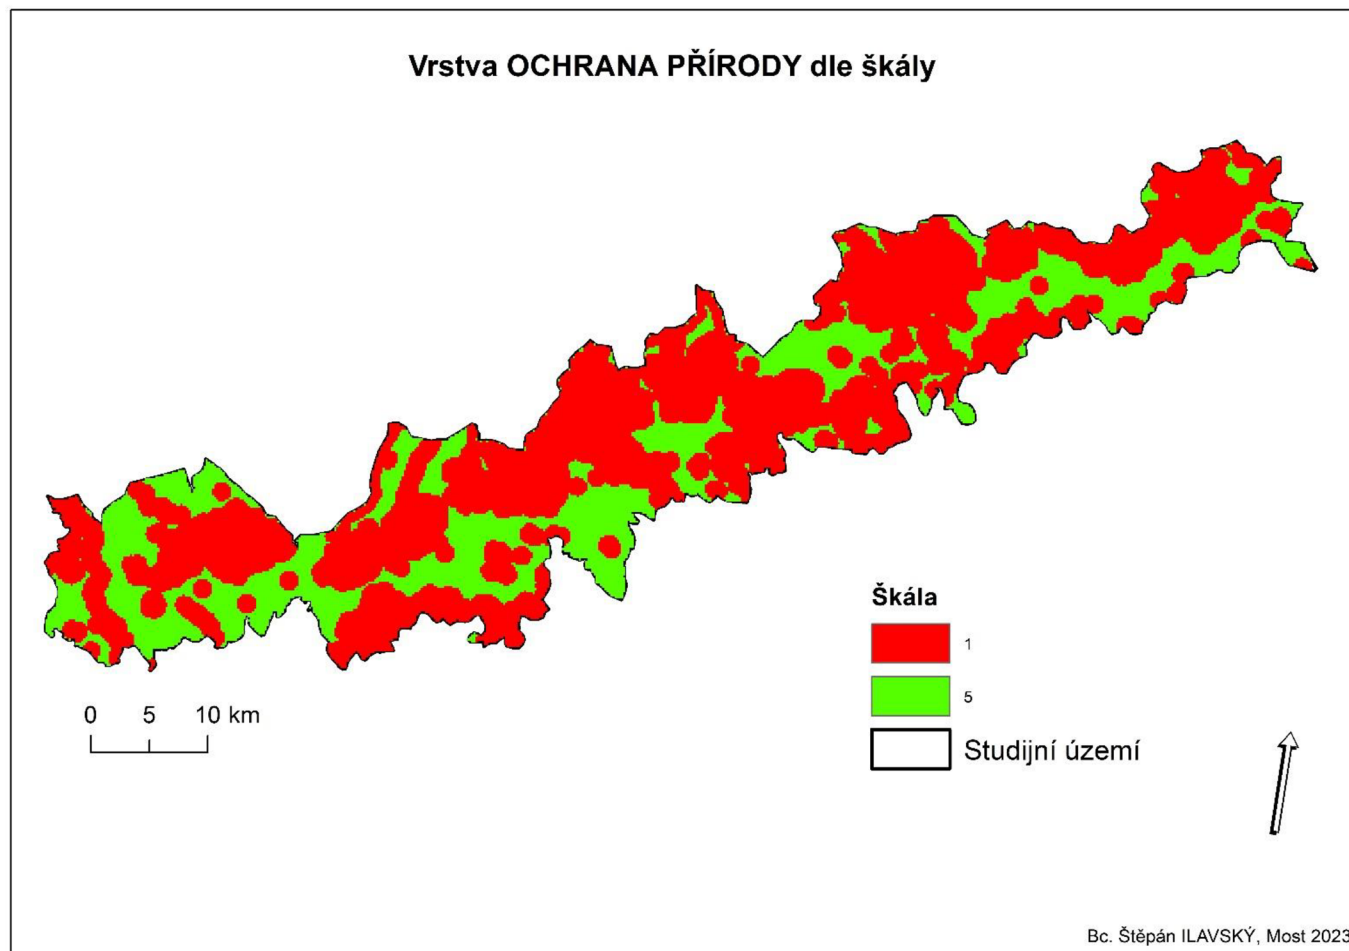 Vrstva OCHRANA PŘÍRODY dle škály
Škála
1
5
Studijní území
0 5 10 km
Bc. Štěpán ILAVSKÝ, Most 2023